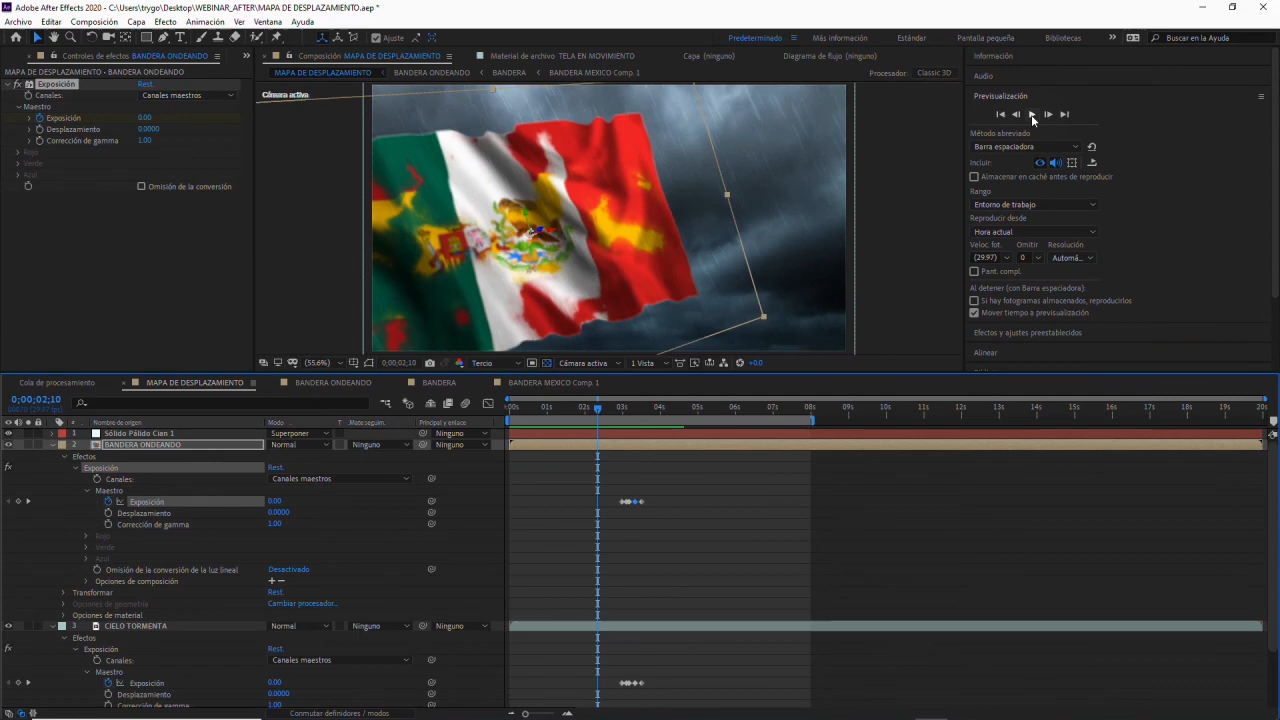 Adobe After Effects 2020 - C:\Users\trygo\Desktop\WEBINAR_AFTER\MAPA DE DESPLAZAMIENTO.aep *
Archivo Editar Composición Capa Efecto Animación Ver Ventana Ayuda
Ajuste Predeterminado Más información Estándar Pantalla pequeña Bibliotecas Buscar en la Ayuda
Controles de efectos BANDERA ONDEANDO
Composición MAPA DE DESPLAZAMIENTO
Material de archivo TELA EN MOVIMIENTO
Capa (ninguno)
Diagrama de flujo (ninguno)
MAPA DE DESPLAZAMIENTO • BANDERA ONDEANDO
MAPA DE DESPLAZAMIENTO BANDERA ONDEANDO BANDERA BANDERA MEXICO Comp. 1
Procesador: Classic 3D
fx Exposición Rest.
Canales: Canales maestros
Maestro
Exposición 0.00
Desplazamiento 0.0000
Corrección de gamma 1.00
Rojo
Verde
Azul
Omisión de la conversión
Cámara activa
(55.6%) 0;00;02;10 Tercio Cámara activa 1 Vista +0.0
Información
Audio
Previsualización
Método abreviado
Barra espaciadora
Incluir:
Almacenar en caché antes de reproducir
Rango
Entorno de trabajo
Reproducir desde
Hora actual
Veloc. fot. Omitir Resolución
(29.97) 0 Automá...
Pant. compl.
Al detener (con Barra espaciadora):
Si hay fotogramas almacenados, reproducirlos
Mover tiempo a previsualización
Efectos y ajustes preestablecidos
Alinear
Cola de procesamiento MAPA DE DESPLAZAMIENTO BANDERA ONDEANDO BANDERA BANDERA MEXICO Comp. 1
0;00;02;10
00070 (29.97 fps)
:00s 01s 02s 03s 04s 05s 06s 07s 08s 09s 10s 11s 12s 13s 14s 15s 16s 17s 18s 19s 20s
# Nombre de origen Modo T Mate.seguim. Principal y enlace
1 Sólido Pálido Cian 1 Superponer Ninguno
2 BANDERA ONDEANDO Normal Ninguno Ninguno
Efectos
fx Exposición Rest.
Canales: Canales maestros
Maestro
Exposición 0.00
Desplazamiento 0.0000
Corrección de gamma 1.00
Rojo
Verde
Azul
Omisión de la conversión de la luz lineal Desactivado
Opciones de composición + −
Transformar Rest.
Opciones de geometría Cambiar procesador...
Opciones de material
3 CIELO TORMENTA Normal Ninguno Ninguno
Efectos
fx Exposición Rest.
Canales: Canales maestros
Maestro
Exposición 0.00
Desplazamiento 0.0000
Corrección de gamma 1.00
Conmutar definidores / modos